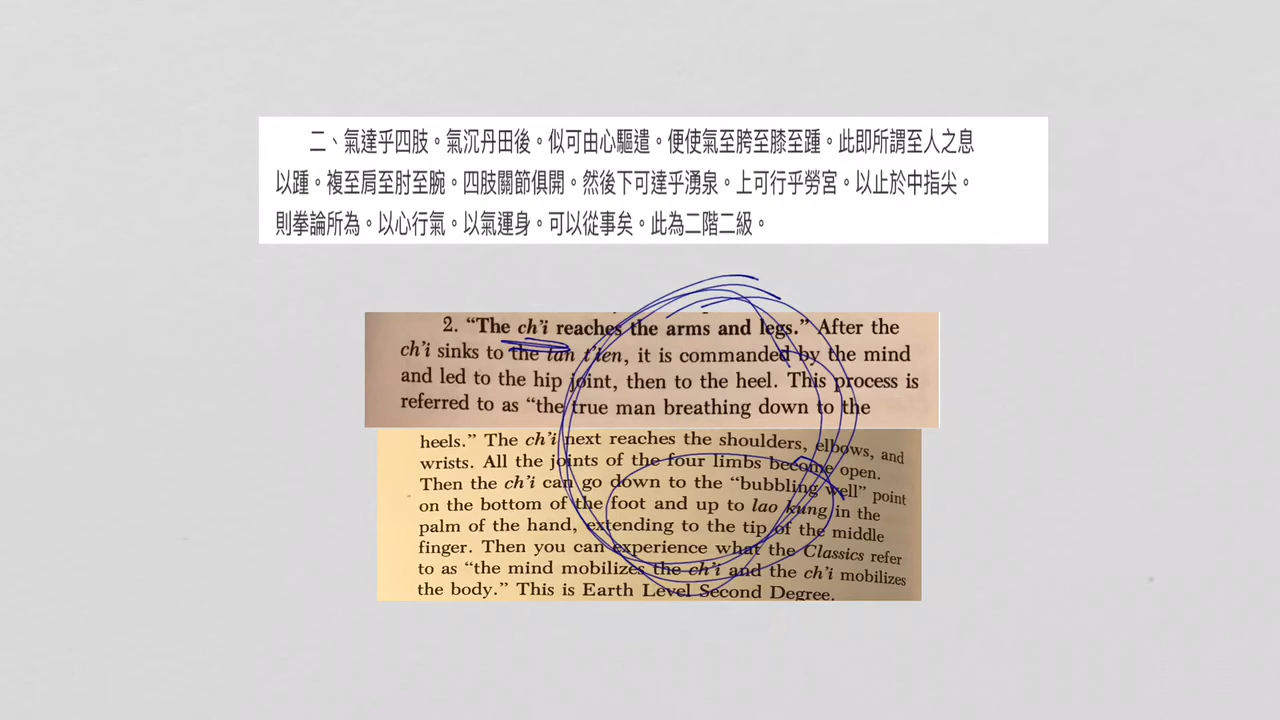 二、氣達乎四肢。氣沉丹田後。似可由心驅遣。便使氣至胯至膝至踵。此即所謂至人之息
以踵。複至肩至肘至腕。四肢關節俱開。然後下可達乎湧泉。上可行乎勞宮。以止於中指尖。
則拳論所為。以心行氣。以氣運身。可以從事矣。此為二階二級。
2. “The ch’i reaches the arms and legs.” After the
ch’i sinks to the tan t’ien, it is commanded by the mind
and led to the hip joint, then to the heel. This process is
referred to as “the true man breathing down to the
heels.” The ch’i next reaches the shoulders, elbows, and
wrists. All the joints of the four limbs become open.
Then the ch’i can go down to the “bubbling well” point
on the bottom of the foot and up to lao kung in the
palm of the hand, extending to the tip of the middle
finger. Then you can experience what the Classics refer
to as “the mind mobilizes the ch’i and the ch’i mobilizes
the body.” This is Earth Level Second Degree.